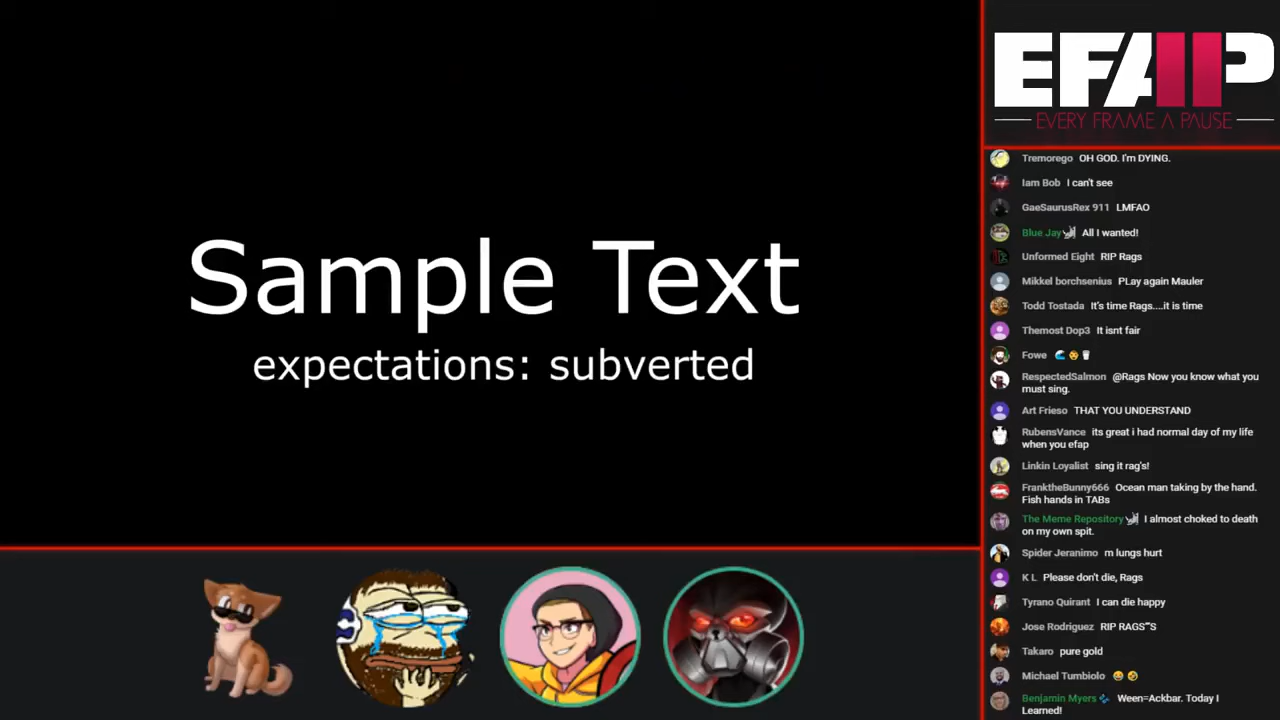 Sample Text
expectations: subverted
EFAP
EVERY FRAME A PAUSE
Tremorego OH GOD. I'm DYING.
Iam Bob I can't see
GaeSaurusRex 911 LMFAO
Blue Jay All I wanted!
Unformed Eight RIP Rags
Mikkel borchsenius PLay again Mauler
Todd Tostada It's time Rags....it is time
Themost Dop3 It isnt fair
Fowe 🌊👨🥛
RespectedSalmon @Rags Now you know what you
must sing.
Art Frieso THAT YOU UNDERSTAND
RubensVance its great i had normal day of my life
when you efap
Linkin Loyalist sing it rag's!
FranktheBunny666 Ocean man taking by the hand.
Fish hands in TABs
The Meme Repository I almost choked to death
on my own spit.
Spider Jeranimo m lungs hurt
K L Please don't die, Rags
Tyrano Quirant I can die happy
Jose Rodriguez RIP RAGS'''S
Takaro pure gold
Michael Tumbiolo 😂🤣
Benjamin Myers Ween=Ackbar. Today I
Learned!